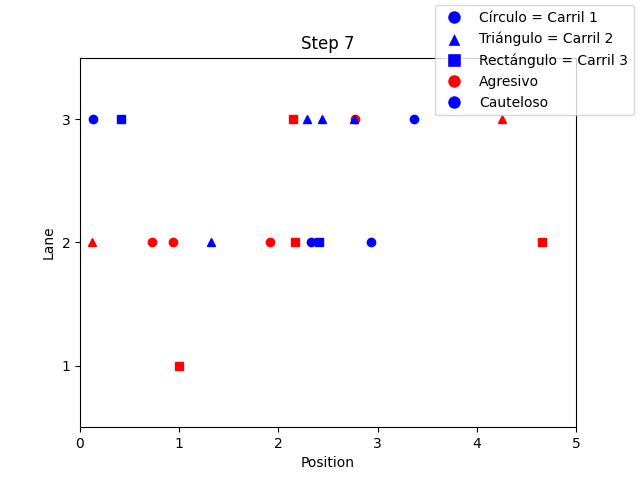 Step 7
Círculo = Carril 1
Triángulo = Carril 2
Rectángulo = Carril 3
Agresivo
Cauteloso
Lane
3
2
1
0 1 2 3 4 5
Position